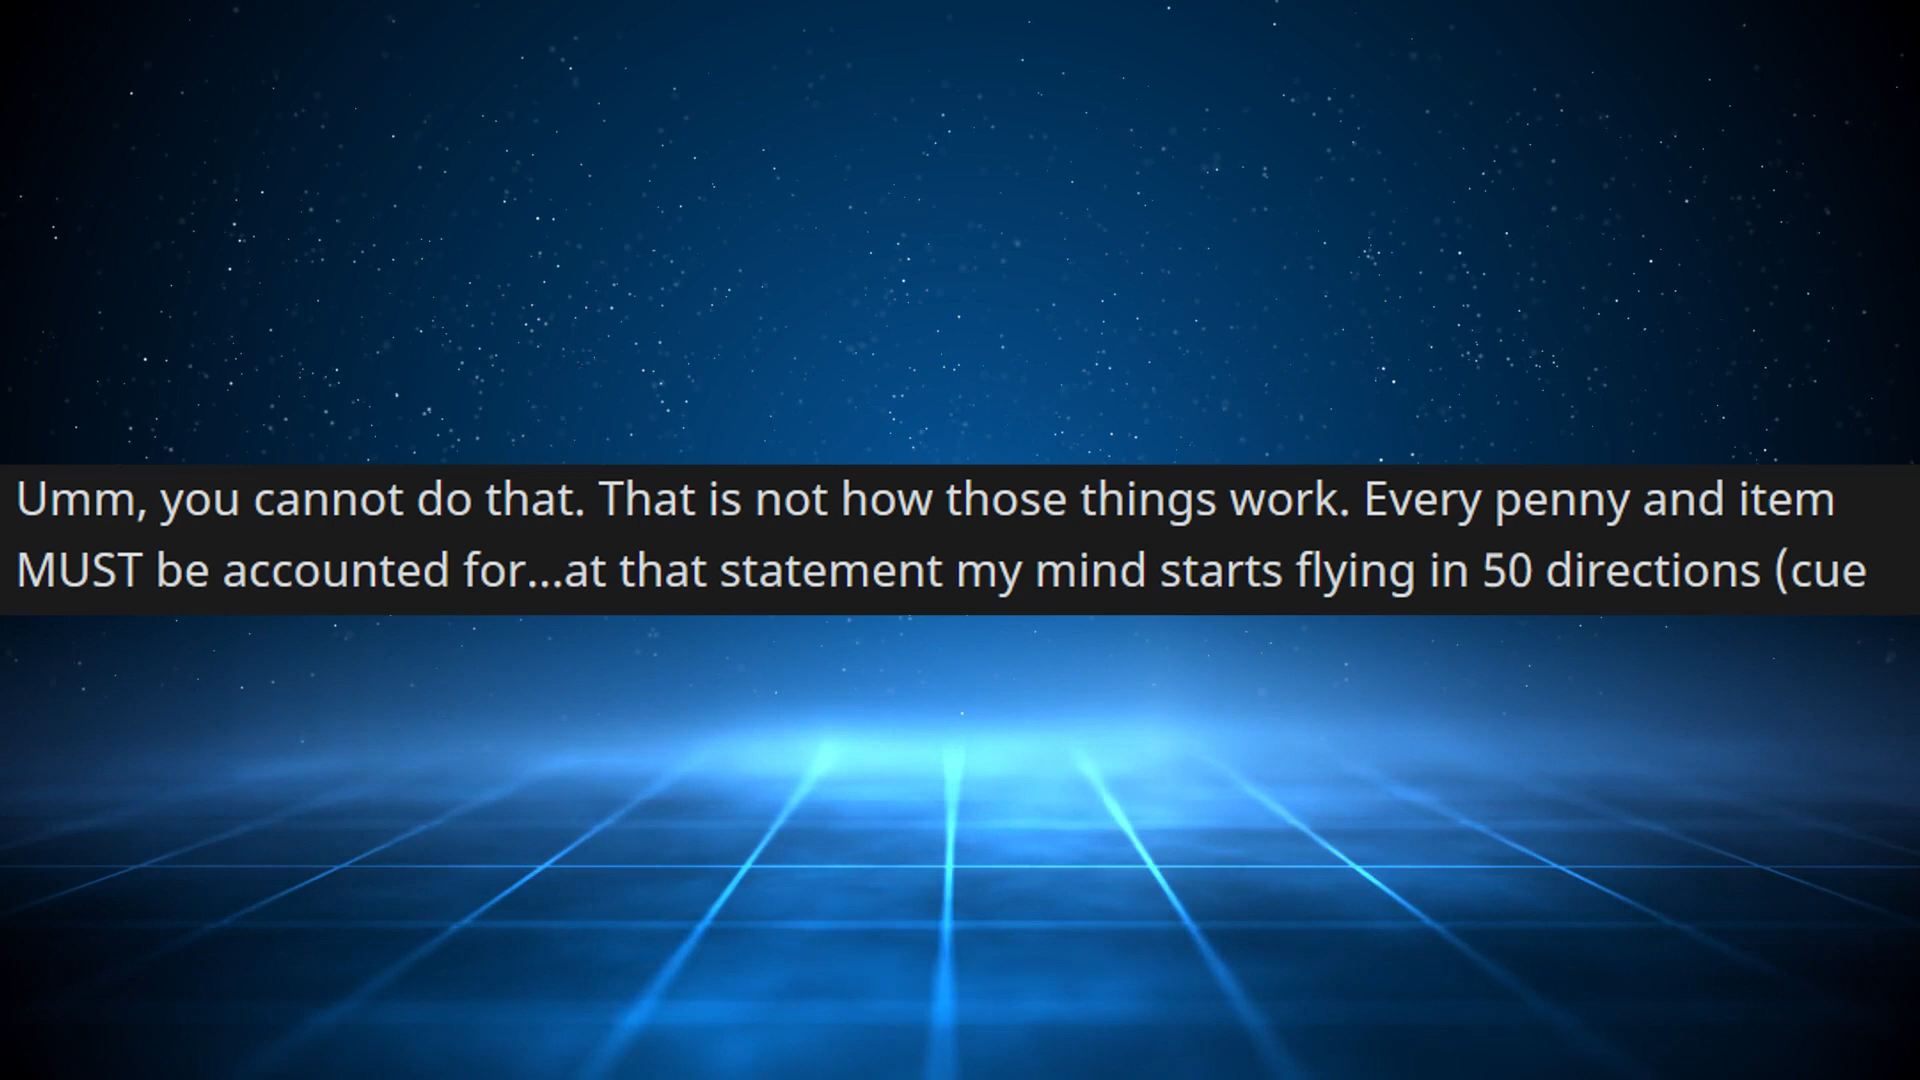 Umm, you cannot do that. That is not how those things work. Every penny and item
MUST be accounted for...at that statement my mind starts flying in 50 directions (cue